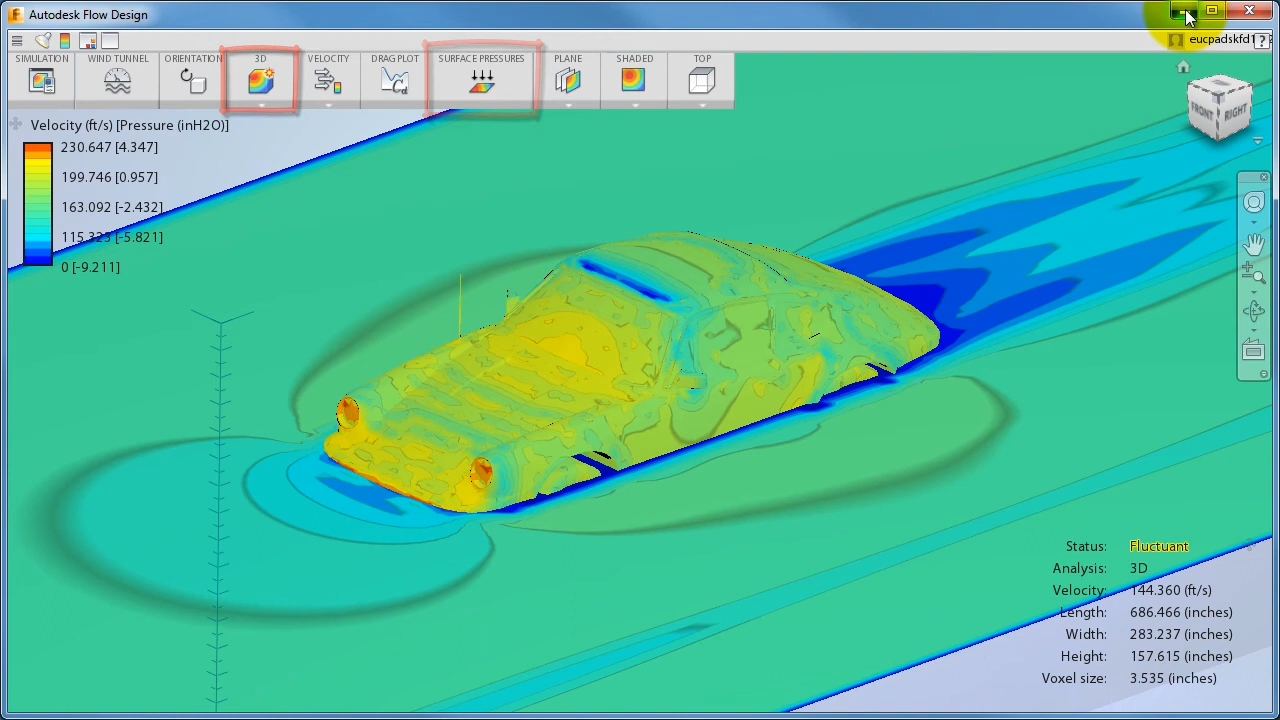 Autodesk Flow Design
eucpadskfd1
SIMULATION
WIND TUNNEL
ORIENTATION
3D
VELOCITY
DRAG PLOT
SURFACE PRESSURES
PLANE
SHADED
TOP
Cd
FRONT
RIGHT
Velocity (ft/s) [Pressure (inH2O)]
230.647 [4.347]
199.746 [0.957]
163.092 [-2.432]
115.325 [-5.821]
0 [-9.211]
Status: Fluctuant
Analysis: 3D
Velocity: 144.360 (ft/s)
Length: 686.466 (inches)
Width: 283.237 (inches)
Height: 157.615 (inches)
Voxel size: 3.535 (inches)